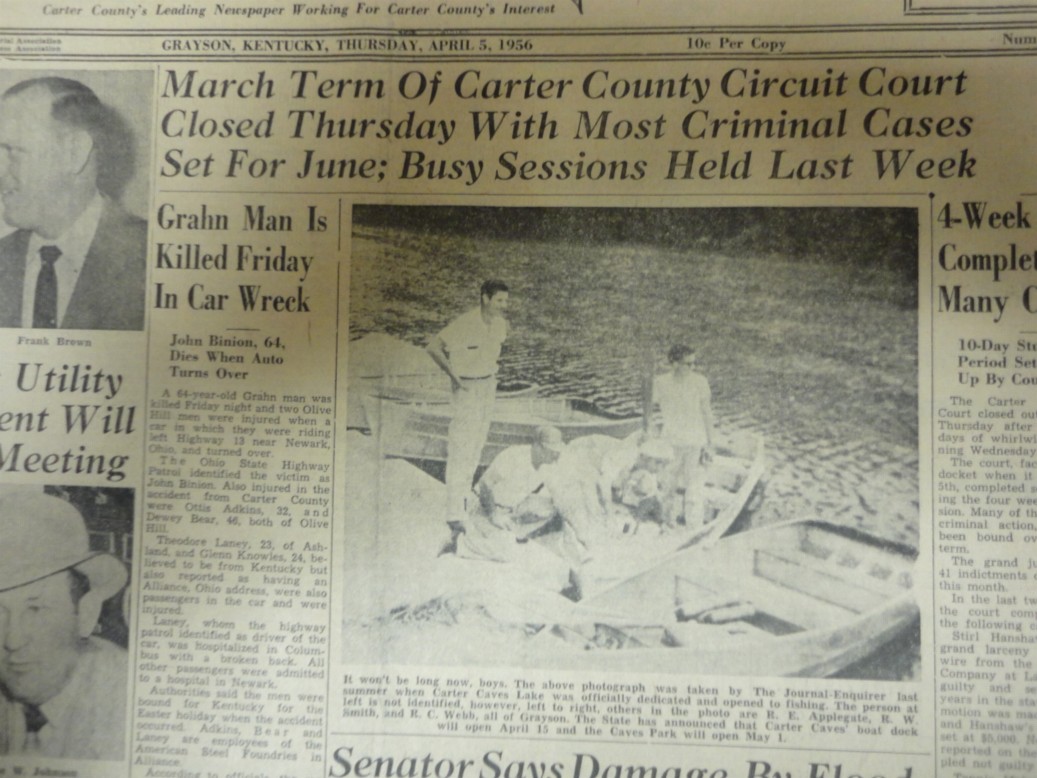 Carter County's Leading Newspaper Working For Carter County's Interest
GRAYSON, KENTUCKY, THURSDAY, APRIL 5, 1956
10c Per Copy
March Term Of Carter County Circuit Court
Closed Thursday With Most Criminal Cases
Set For June; Busy Sessions Held Last Week
Frank Brown
Utility
ent Will
Meeting
W. Johnson
Grahn Man Is
Killed Friday
In Car Wreck
John Binion, 64,
Dies When Auto
Turns Over
A 64-year-old Grahn man was
killed Friday night and two Olive
Hill men were injured when a
car in which they were riding
left Highway 13 near Newark,
Ohio, and turned over.
The Ohio State Highway
Patrol identified the victim as
John Binion. Also injured in the
accident from Carter County
were Ottis Adkins, 32, and
Dewey Bear, 46, both of Olive
Hill.
Theodore Laney, 23, of Ash-
land, and Glenn Knowles, 24, be-
lieved to be from Kentucky but
also reported as having an
Alliance, Ohio address, were also
passengers in the car and were
injured.
Laney, whom the highway
patrol identified as driver of the
car, was hospitalized in Colum-
bus with a broken back. All
other passengers were admitted
to a hospital in Newark.
Authorities said the men were
bound for Kentucky for the
Easter holiday when the accident
occurred. Adkins, Bear and
Laney are employees of the
American Steel Foundries in
Alliance.
According to officials, the
It won't be long now, boys. The above photograph was taken by The Journal-Enquirer last
summer when Carter Caves Lake was officially dedicated and opened to fishing. The person at
left is not identified, however, left to right, others in the photo are R. E. Applegate, R. W.
Smith, and R. C. Webb, all of Grayson. The State has announced that Carter Caves' boat dock
will open April 15 and the Caves Park will open May 1.
Senator Says Damage By Flood
4-Week
Complet
Many C
10-Day Stu
Period Set
Up By Cou
The Carter
Court closed out
Thursday after
days of whirlwi
ning Wednesday
The court, fac
docket when it
5th, completed s
ing the four wee
sion. Many of th
criminal action,
been bound ov
term.
The grand ju
41 indictments
this month.
In the last tw
the court comp
the following c
Stirl Hansha
grand larceny
wire from the
Company at La
guilty and se
years in the sta
motion was mad
and Hanshaw's
set at $5,000. N
reported on the
pled not guilty